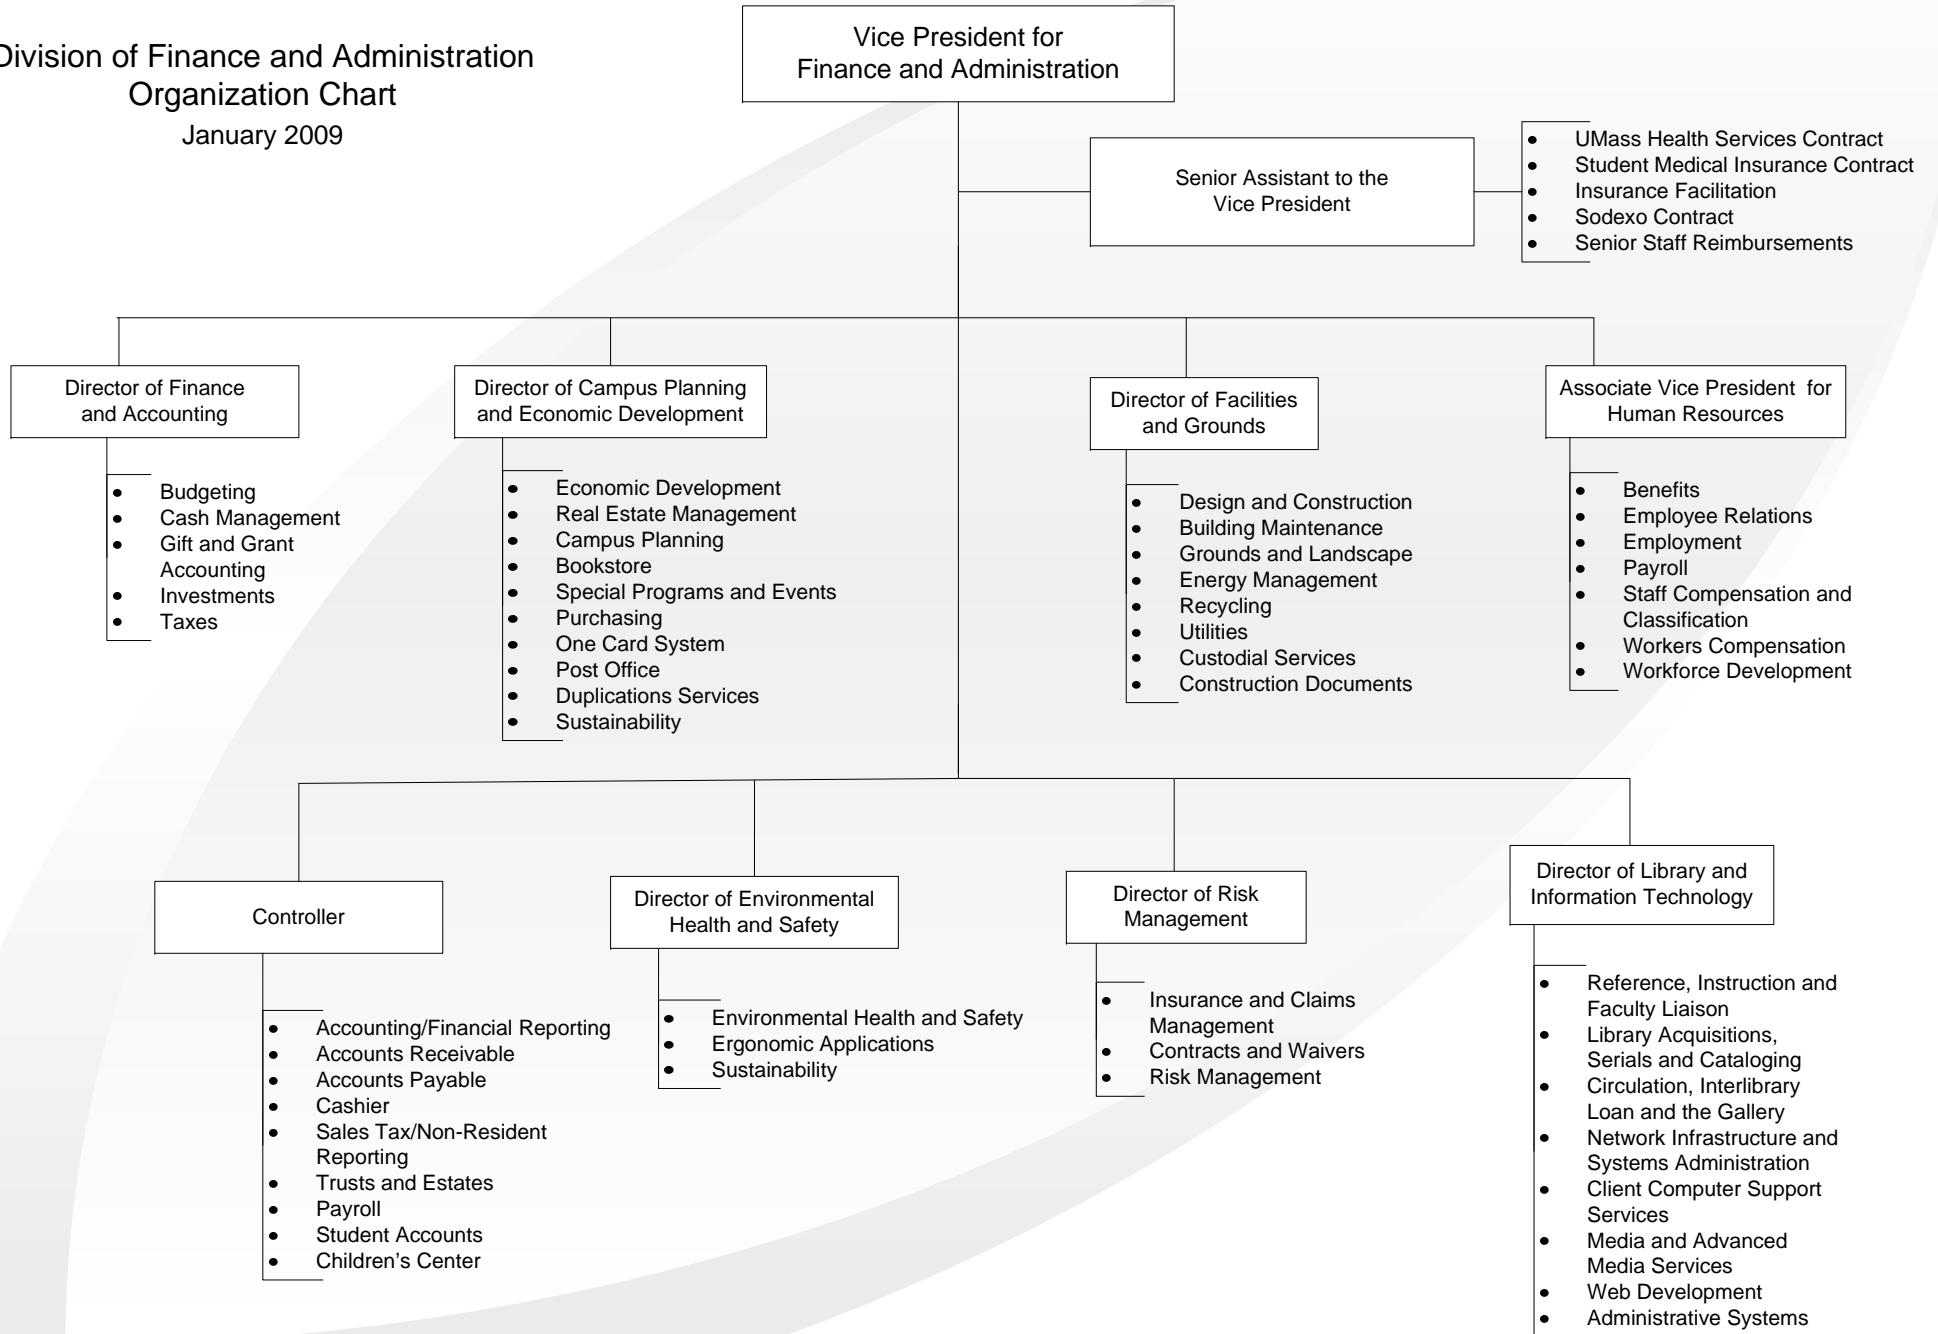 Division of Finance and Administration
Organization Chart
January 2009
Vice President for
Finance and Administration
Senior Assistant to the
Vice President
• UMass Health Services Contract
• Student Medical Insurance Contract
• Insurance Facilitation
• Sodexo Contract
• Senior Staff Reimbursements
Director of Finance
and Accounting
• Budgeting
• Cash Management
• Gift and Grant
Accounting
• Investments
• Taxes
Director of Campus Planning
and Economic Development
• Economic Development
• Real Estate Management
• Campus Planning
• Bookstore
• Special Programs and Events
• Purchasing
• One Card System
• Post Office
• Duplications Services
• Sustainability
Director of Facilities
and Grounds
• Design and Construction
• Building Maintenance
• Grounds and Landscape
• Energy Management
• Recycling
• Utilities
• Custodial Services
• Construction Documents
Associate Vice President for
Human Resources
• Benefits
• Employee Relations
• Employment
• Payroll
• Staff Compensation and
Classification
• Workers Compensation
• Workforce Development
Controller
• Accounting/Financial Reporting
• Accounts Receivable
• Accounts Payable
• Cashier
• Sales Tax/Non-Resident
Reporting
• Trusts and Estates
• Payroll
• Student Accounts
• Children’s Center
Director of Environmental
Health and Safety
• Environmental Health and Safety
• Ergonomic Applications
• Sustainability
Director of Risk
Management
• Insurance and Claims
Management
• Contracts and Waivers
• Risk Management
Director of Library and
Information Technology
• Reference, Instruction and
Faculty Liaison
• Library Acquisitions,
Serials and Cataloging
• Circulation, Interlibrary
Loan and the Gallery
• Network Infrastructure and
Systems Administration
• Client Computer Support
Services
• Media and Advanced
Media Services
• Web Development
• Administrative Systems